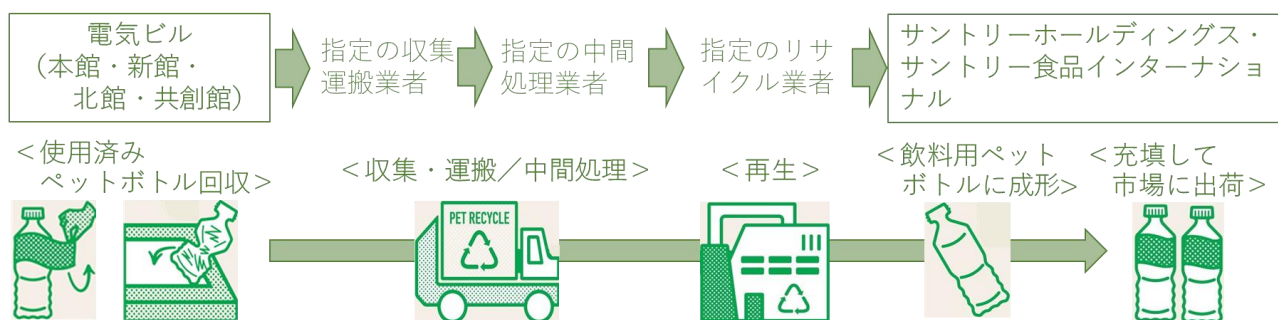 電気ビル
（本館・新館・
北館・共創館）
指定の収集
運搬業者
指定の中間
処理業者
指定のリサ
イクル業者
サントリーホールディングス・
サントリー食品インターナショ
ナル
＜使用済み
ペットボトル回収＞
＜収集・運搬／中間処理＞
＜再生＞
＜飲料用ペット
ボトルに成形>
＜充填して
市場に出荷＞
PET RECYCLE